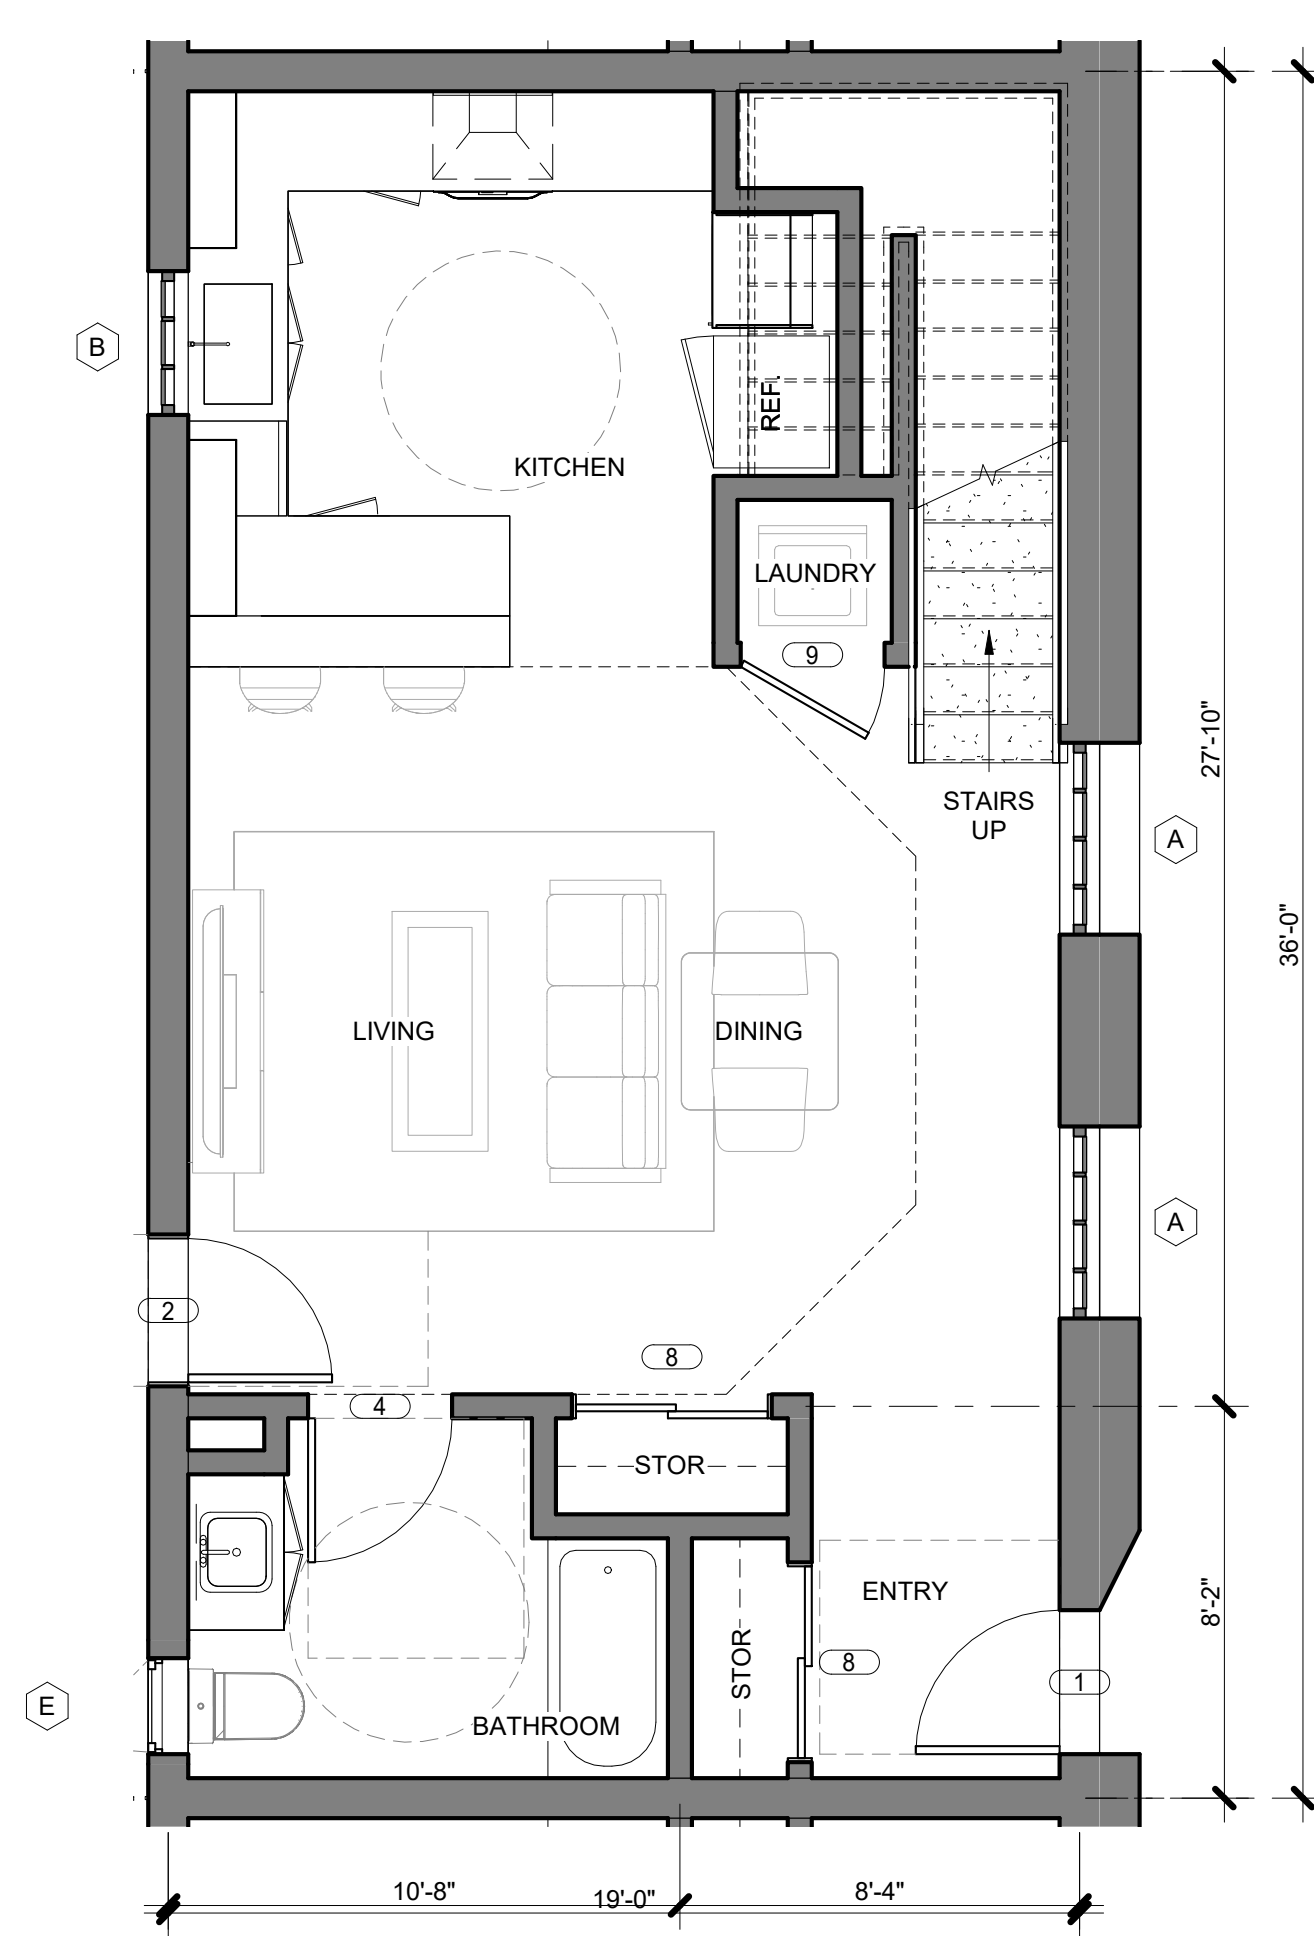 B
REF.
KITCHEN
LAUNDRY
9
27'-10"
STAIRS
UP
A
36'-0"
LIVING
DINING
A
2
8
4
STOR
ENTRY
8'-2"
STOR
8
1
E
BATHROOM
10'-8"
19'-0"
8'-4"